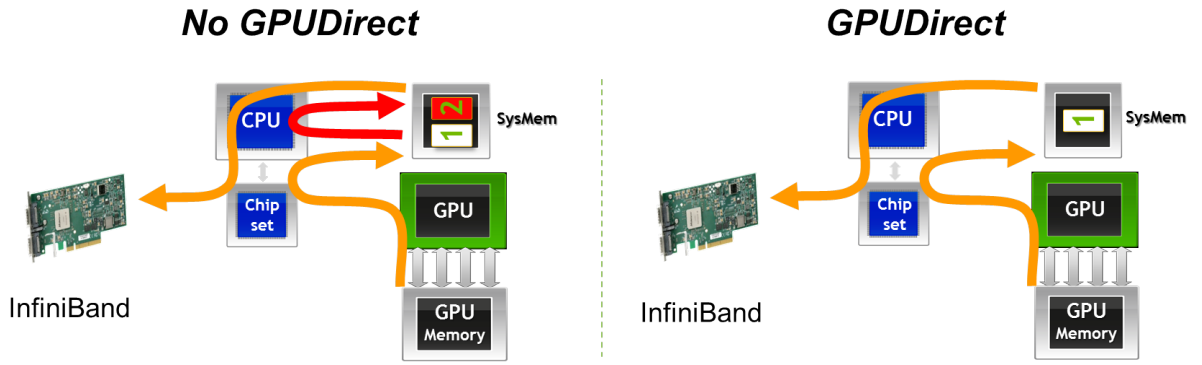 No GPUDirect
CPU
2
1
SysMem
Chip
set
GPU
InfiniBand
GPU
Memory
GPUDirect
CPU
1
SysMem
Chip
set
GPU
InfiniBand
GPU
Memory